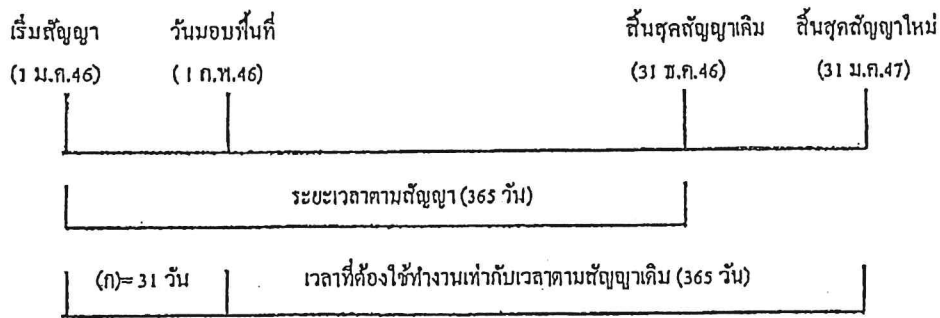 เริ่มสัญญา วันมอบพื้นที่ สิ้นสุดสัญญาเดิม สิ้นสุดสัญญาใหม่
(1 ม.ค.46) (1 ก.พ.46) (31 ธ.ค.46) (31 ม.ค.47)
ระยะเวลาตามสัญญา (365 วัน)
(ก)= 31 วัน เวลาที่ต้องใช้ทำงานเท่ากับเวลาตามสัญญาเดิม (365 วัน)